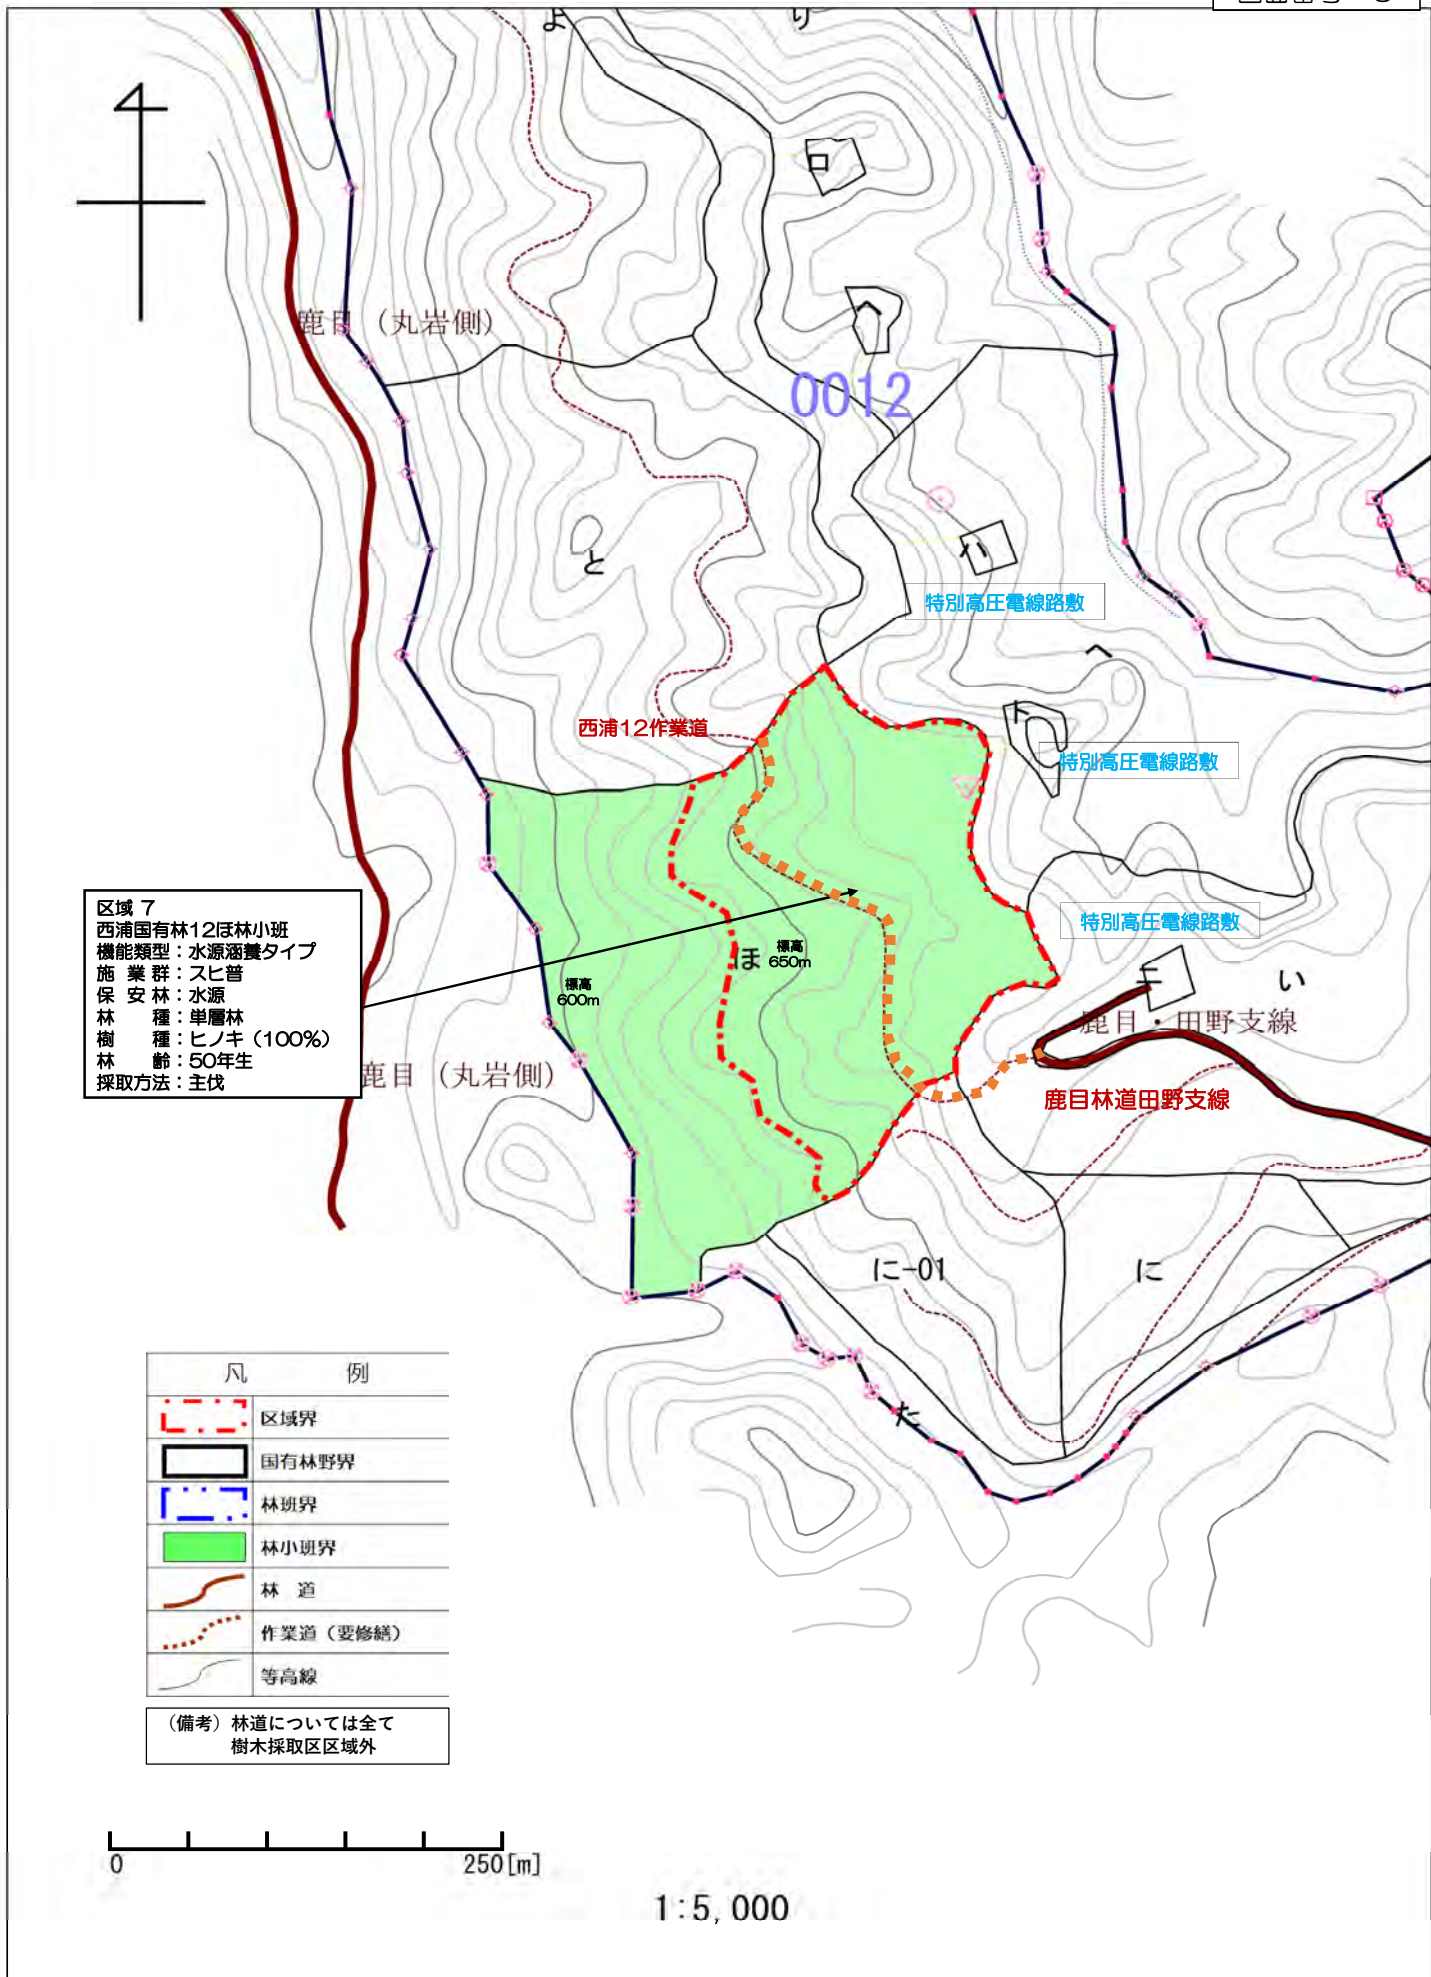 よ
り
ロ
鹿目（丸岩側）
へ
0012
と
ハ
特別高圧電線路敷
へ
ト
西浦12作業道
特別高圧電線路敷
区域 7
西浦国有林12ほ林小班
機能類型：水源涵養タイプ
施 業 群：スヒ普
保 安 林：水源
林　　種：単層林
樹　　種：ヒノキ（100%）
林　　齢：50年生
採取方法：主伐
特別高圧電線路敷
ほ
標高
650m
標高
600m
ニ
い
鹿目・田野支線
鹿目（丸岩側）
鹿目林道田野支線
に-01
に
た
凡　例
区域界
国有林野界
林班界
林小班界
林　道
作業道（要修繕）
等高線
（備考）林道については全て
樹木採取区区域外
0
250[m]
1:5,000